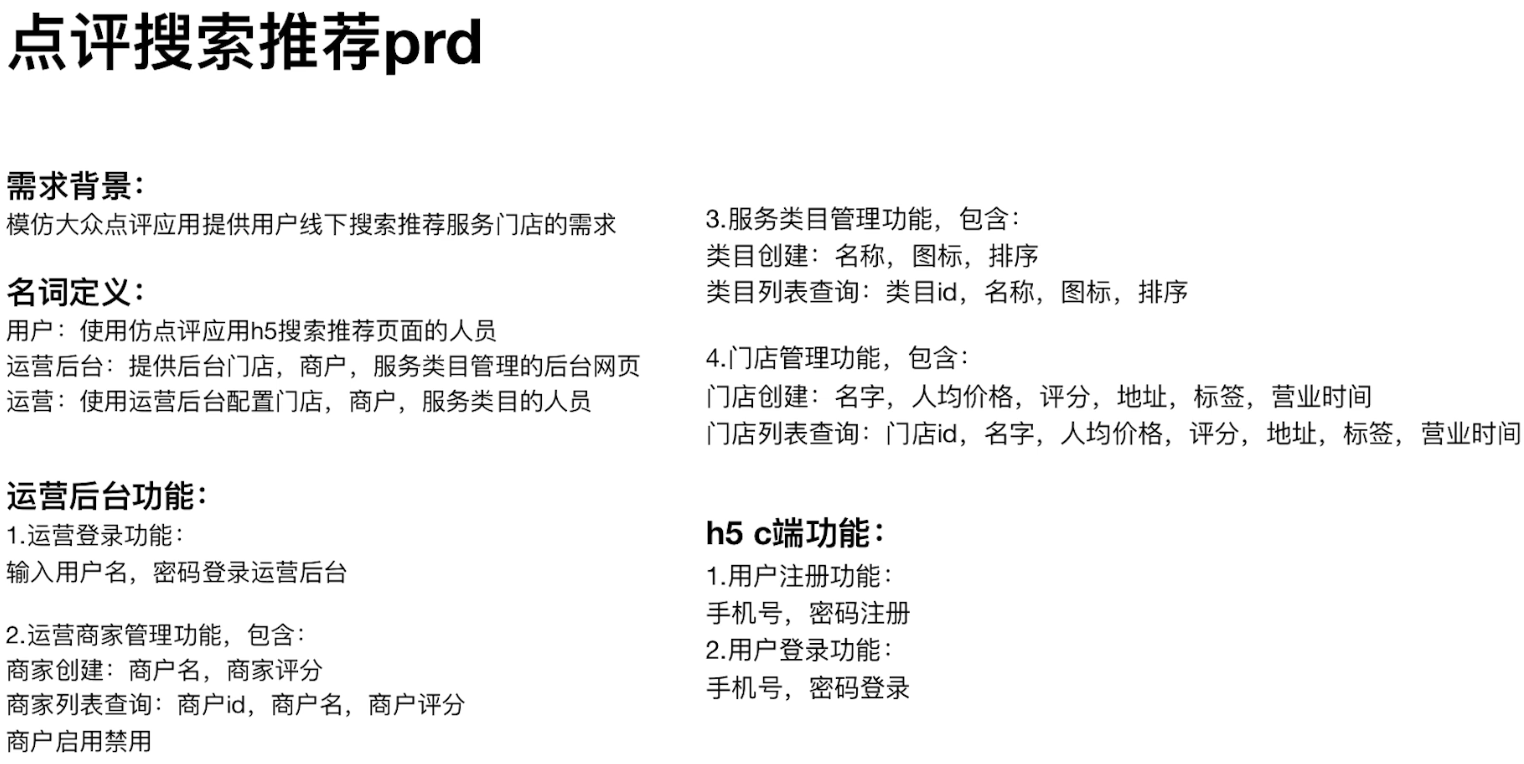 点评搜索推荐prd
需求背景：
模仿大众点评应用提供用户线下搜索推荐服务门店的需求
名词定义：
用户：使用仿点评应用h5搜索推荐页面的人员
运营后台：提供后台门店，商户，服务类目管理的后台网页
运营：使用运营后台配置门店，商户，服务类目的人员
运营后台功能：
1.运营登录功能：
输入用户名，密码登录运营后台
2.运营商家管理功能，包含：
商家创建：商户名，商家评分
商家列表查询：商户id，商户名，商户评分
商户启用禁用
3.服务类目管理功能，包含：
类目创建：名称，图标，排序
类目列表查询：类目id，名称，图标，排序
4.门店管理功能，包含：
门店创建：名字，人均价格，评分，地址，标签，营业时间
门店列表查询：门店id，名字，人均价格，评分，地址，标签，营业时间
h5 c端功能：
1.用户注册功能：
手机号，密码注册
2.用户登录功能：
手机号，密码登录